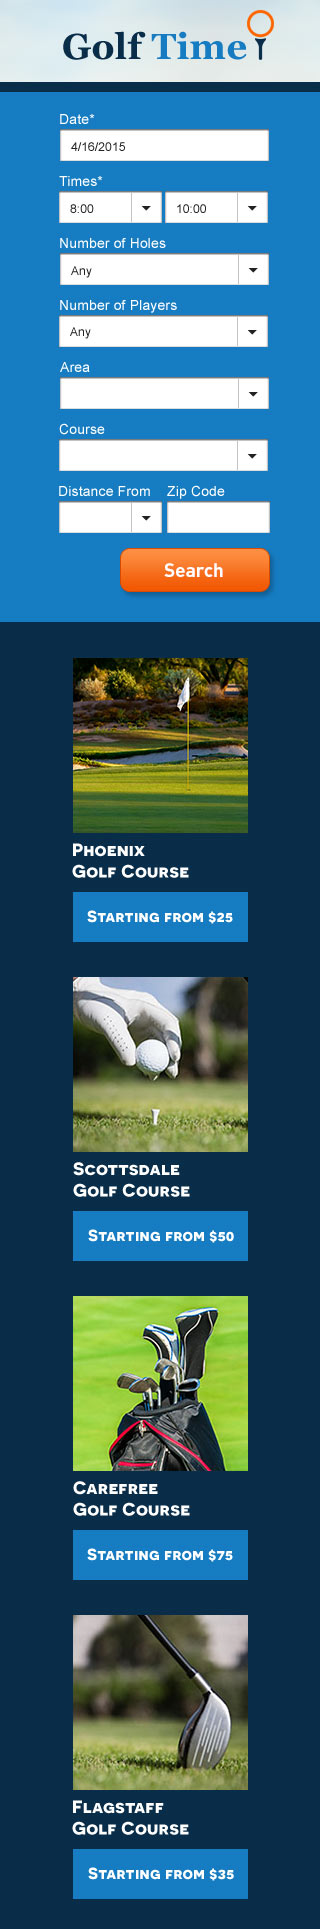 Golf Time
Date*
4/16/2015
Times*
8:00 10:00
Number of Holes
Any
Number of Players
Any
Area
Course
Distance From Zip Code
Search
Phoenix
Golf Course
Starting from $25
Scottsdale
Golf Course
Starting from $50
Carefree
Golf Course
Starting from $75
Flagstaff
Golf Course
Starting from $35